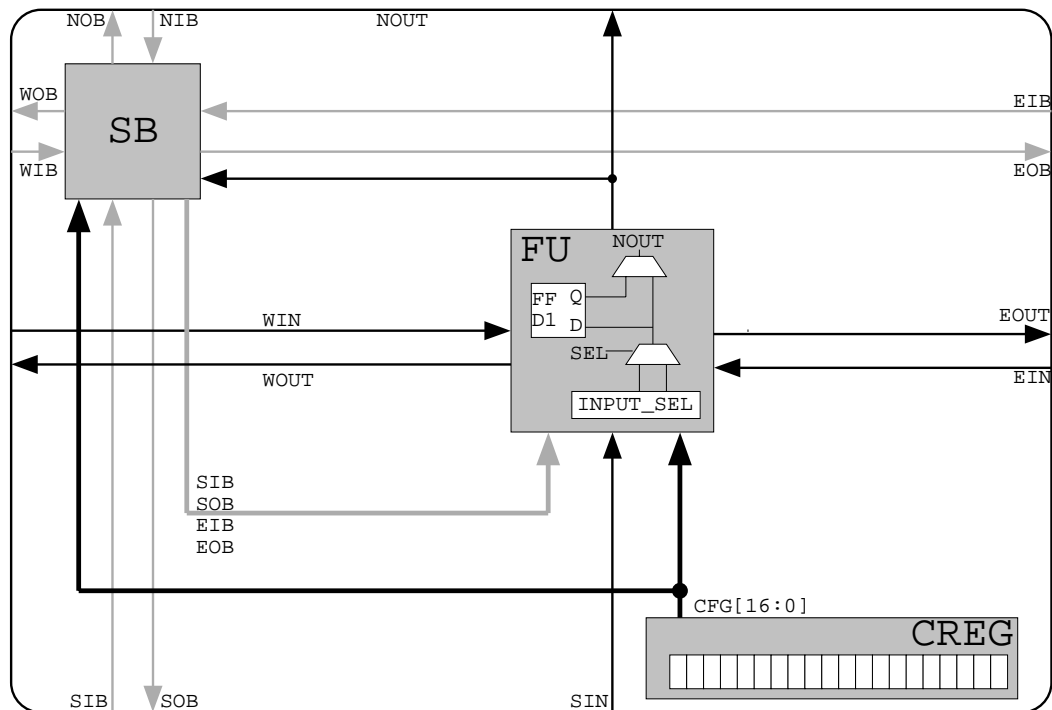 NOB NIB NOUT
WOB EIB
SB
WIB EOB
FU NOUT
FF Q
D1 D
WIN EOUT
SEL
WOUT EIN
INPUT_SEL
SIB
SOB
EIB
EOB
CFG[16:0]
CREG
SIB SOB SIN